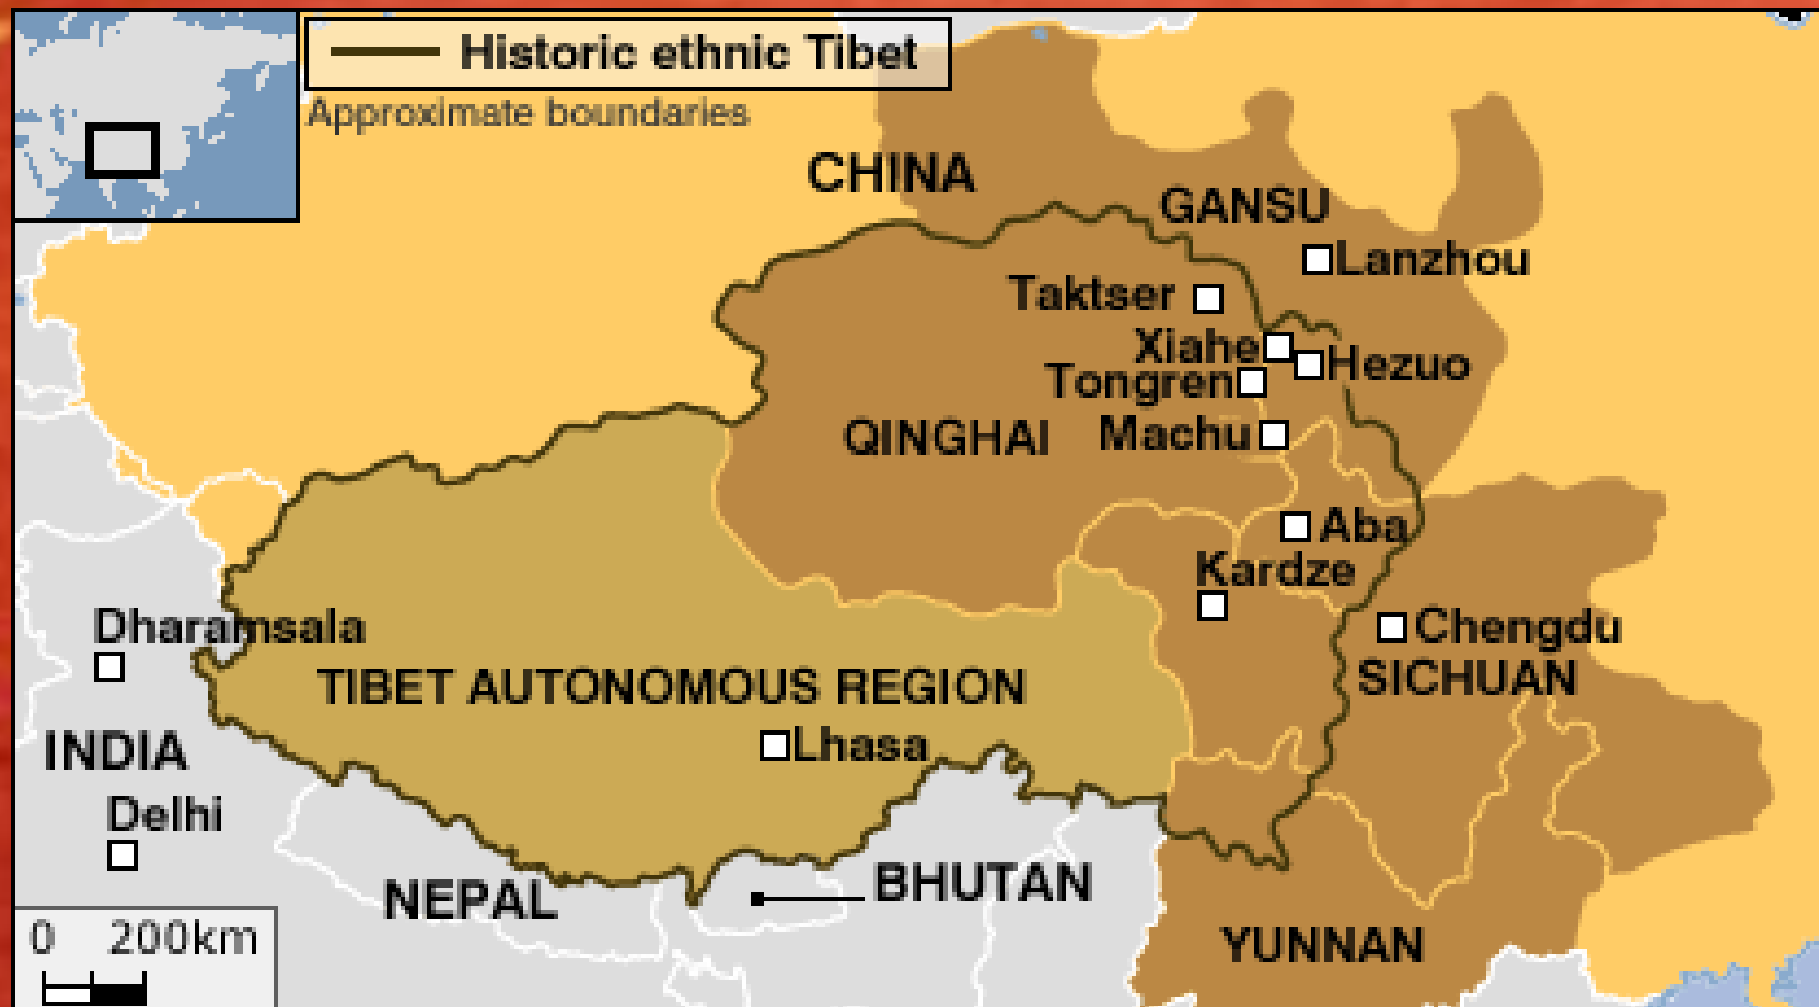 Historic ethnic Tibet
Approximate boundaries
CHINA
GANSU
Lanzhou
Taktser
Xiahe
Hezuo
Tongren
QINGHAI
Machu
Aba
Kardze
Dharamsala
Chengdu
TIBET AUTONOMOUS REGION
SICHUAN
Lhasa
INDIA
Delhi
NEPAL
BHUTAN
YUNNAN
0 200km